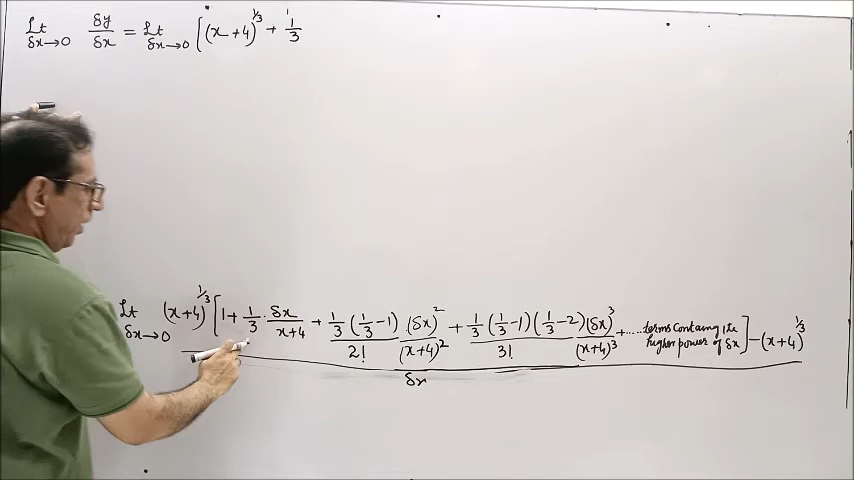 Lt δx→0 δy/δx = Lt δx→0 [(x+4)^1/3 + 1/3
Lt δx→0 (x+4)^1/3 [1 + 1/3 · δx/x+4 + 1/3 (1/3 −1)/2! (δx)^2/(x+4)^2 + 1/3 (1/3 −1)(1/3 −2)/3! (δx)^3/(x+4)^3 + ...... terms containg the higher power of δx] − (x+4)^1/3
δx